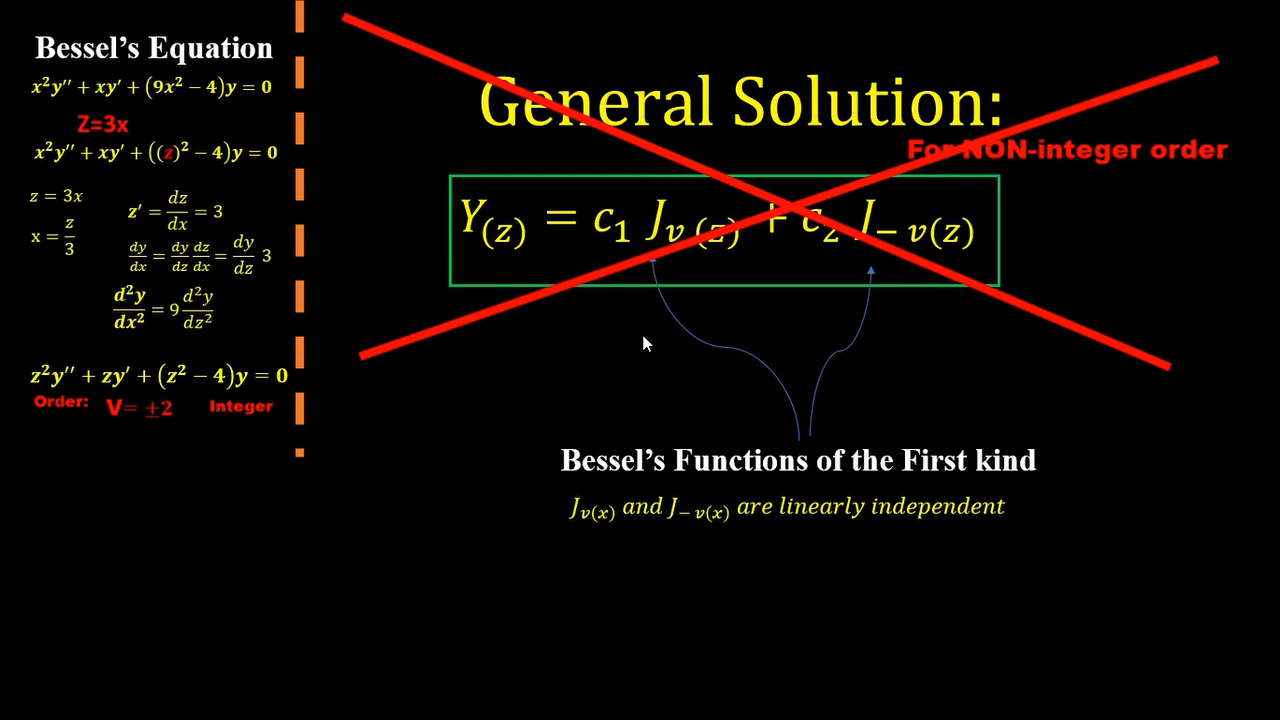 Bessel's Equation
x²y′′ + xy′ + (9x² − 4)y = 0
Z=3x
x²y′′ + xy′ + ((z)² − 4)y = 0
z = 3x
x = z/3
z′ = dz/dx = 3
dy/dx = dy/dz dz/dx = dy/dz 3
d²y/dx² = 9 d²y/dz²
z²y′′ + zy′ + (z² − 4)y = 0
Order: V= ±2 Integer
General Solution:
For NON-integer order
Y₍z₎ = c₁ Jᵥ (z) + c₂ J₋ᵥ(z)
Bessel's Functions of the First kind
Jᵥ(x) and J₋ᵥ(x) are linearly independent